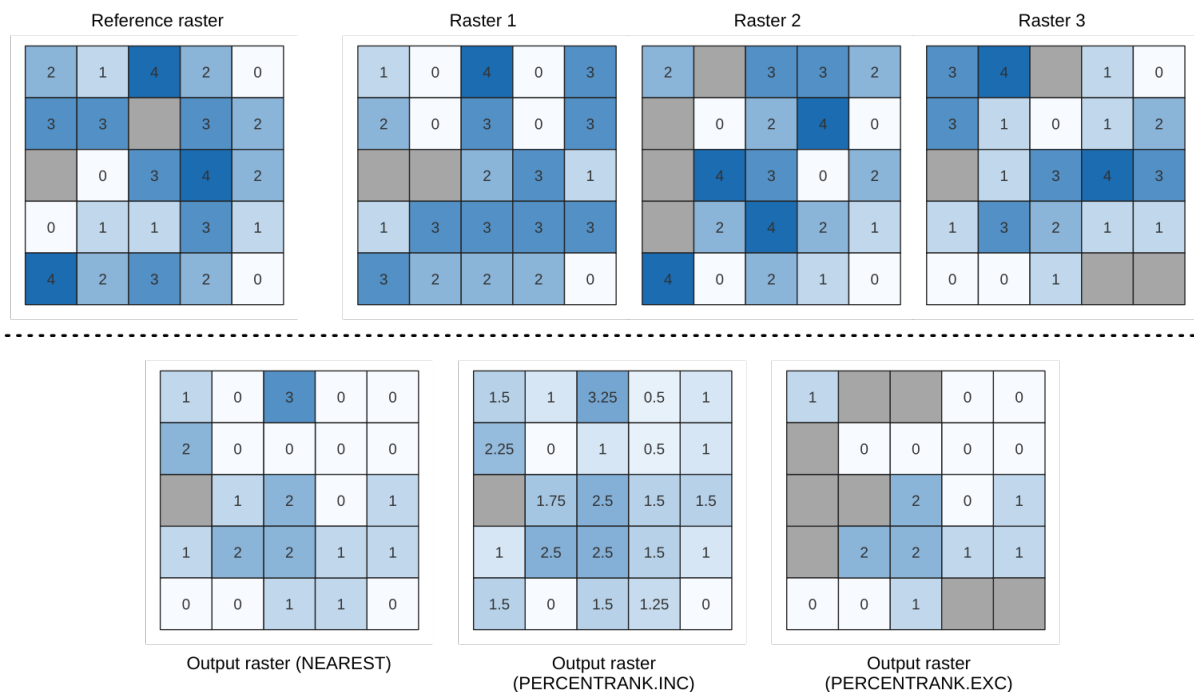 Reference raster Raster 1 Raster 2 Raster 3
2 1 4 2 0 1 0 4 0 3 2 3 3 2 3 4 1 0
3 3 3 2 2 0 3 0 3 0 2 4 0 3 1 0 1 2
0 3 4 2 2 3 1 4 3 0 2 1 3 4 3
0 1 1 3 1 1 3 3 3 3 2 4 2 1 1 3 2 1 1
4 2 3 2 0 3 2 2 2 0 4 0 2 1 0 0 0 1
1 0 3 0 0 1.5 1 3.25 0.5 1 1 0 0
2 0 0 0 0 2.25 0 1 0.5 1 0 0 0 0
1 2 0 1 1.75 2.5 1.5 1.5 2 0 1
1 2 2 1 1 1 2.5 2.5 1.5 1 2 2 1 1
0 0 1 1 0 1.5 0 1.5 1.25 0 0 0 1
Output raster (NEAREST) Output raster Output raster
(PERCENTRANK.INC) (PERCENTRANK.EXC)